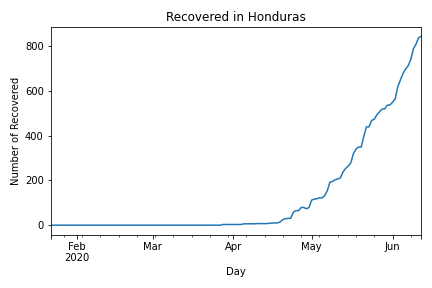 Recovered in Honduras
Number of Recovered
800
600
400
200
0
Feb
2020
Mar
Apr
May
Jun
Day